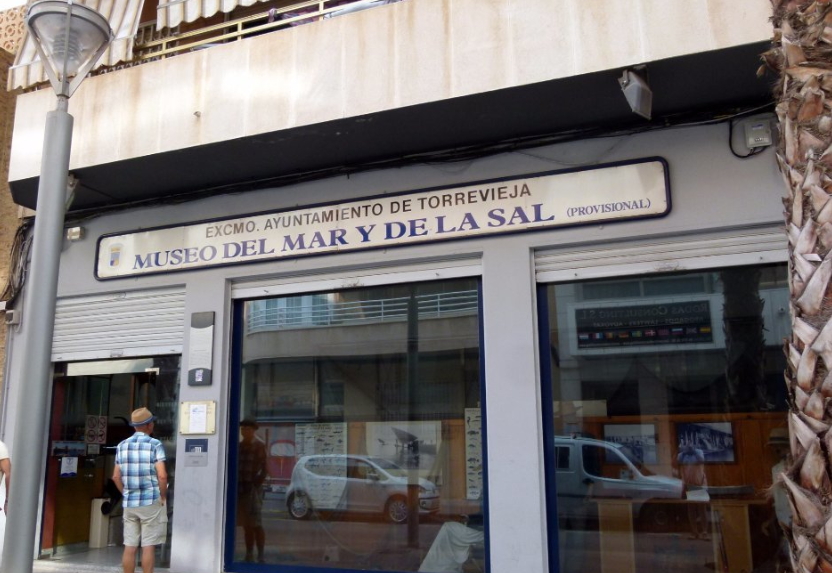 EXCMO. AYUNTAMIENTO DE TORREVIEJA
MUSEO DEL MAR Y DE LA SAL (PROVISIONAL)